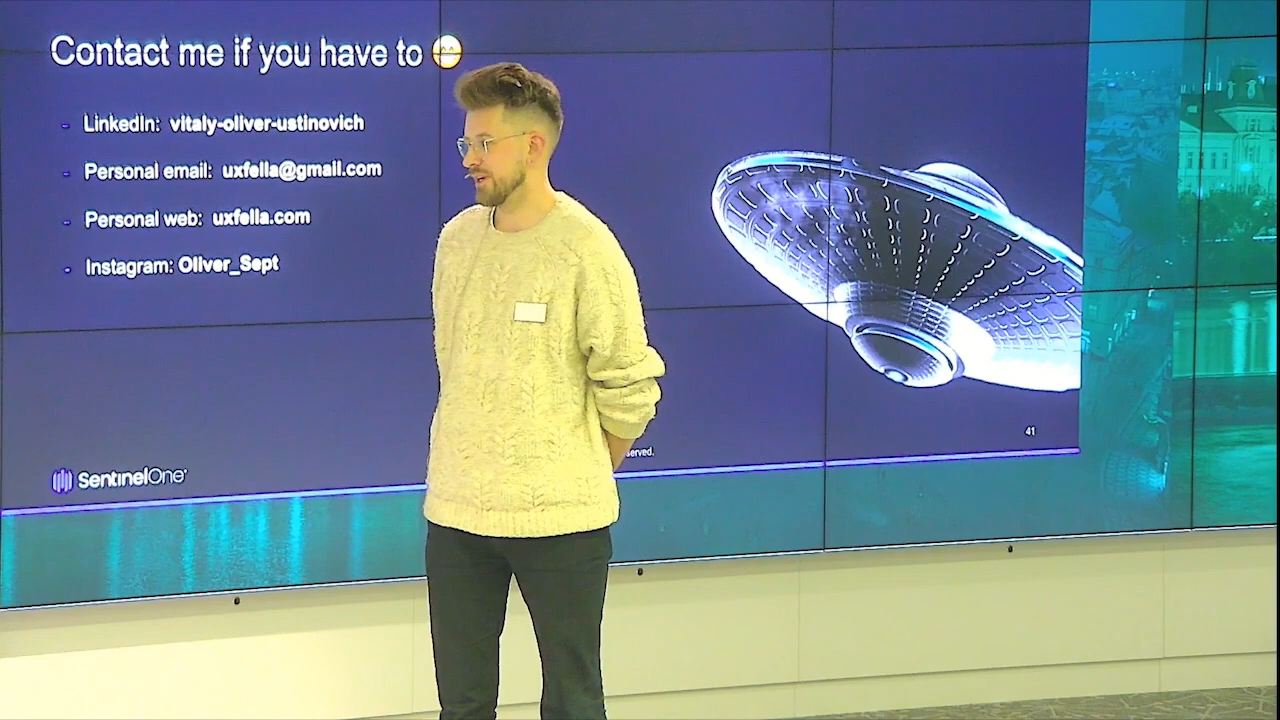 Contact me if you have to 😁
- LinkedIn: vitaly-oliver-ustinovich
- Personal email: uxfella@gmail.com
- Personal web: uxfella.com
- Instagram: Oliver_Sept
41
SentinelOne